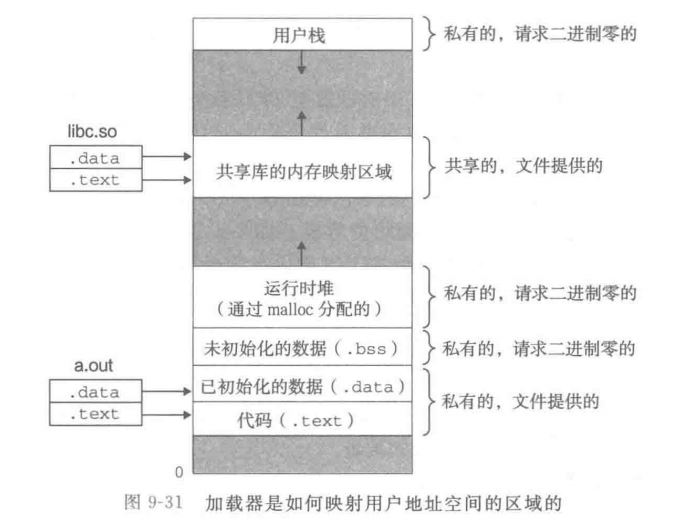 用户栈
私有的，请求二进制零的
libc.so
.data
.text
共享库的内存映射区域
共享的，文件提供的
运行时堆
（通过 malloc 分配的）
私有的，请求二进制零的
未初始化的数据（.bss）
私有的，请求二进制零的
a.out
.data
.text
已初始化的数据（.data）
代码（.text）
私有的，文件提供的
0
图 9-31 加载器是如何映射用户地址空间的区域的